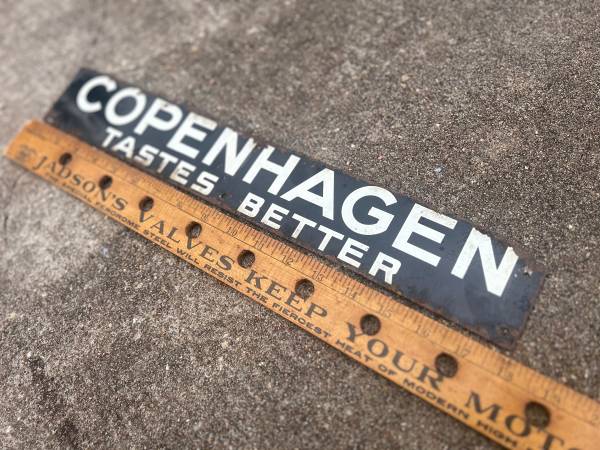 COPENHAGEN
TASTES BETTER
JADSON'S VALVES KEEP YOUR MOTO
STEEL WILL RESIST THE FIERCEST HEAT OF MODERN HIGH